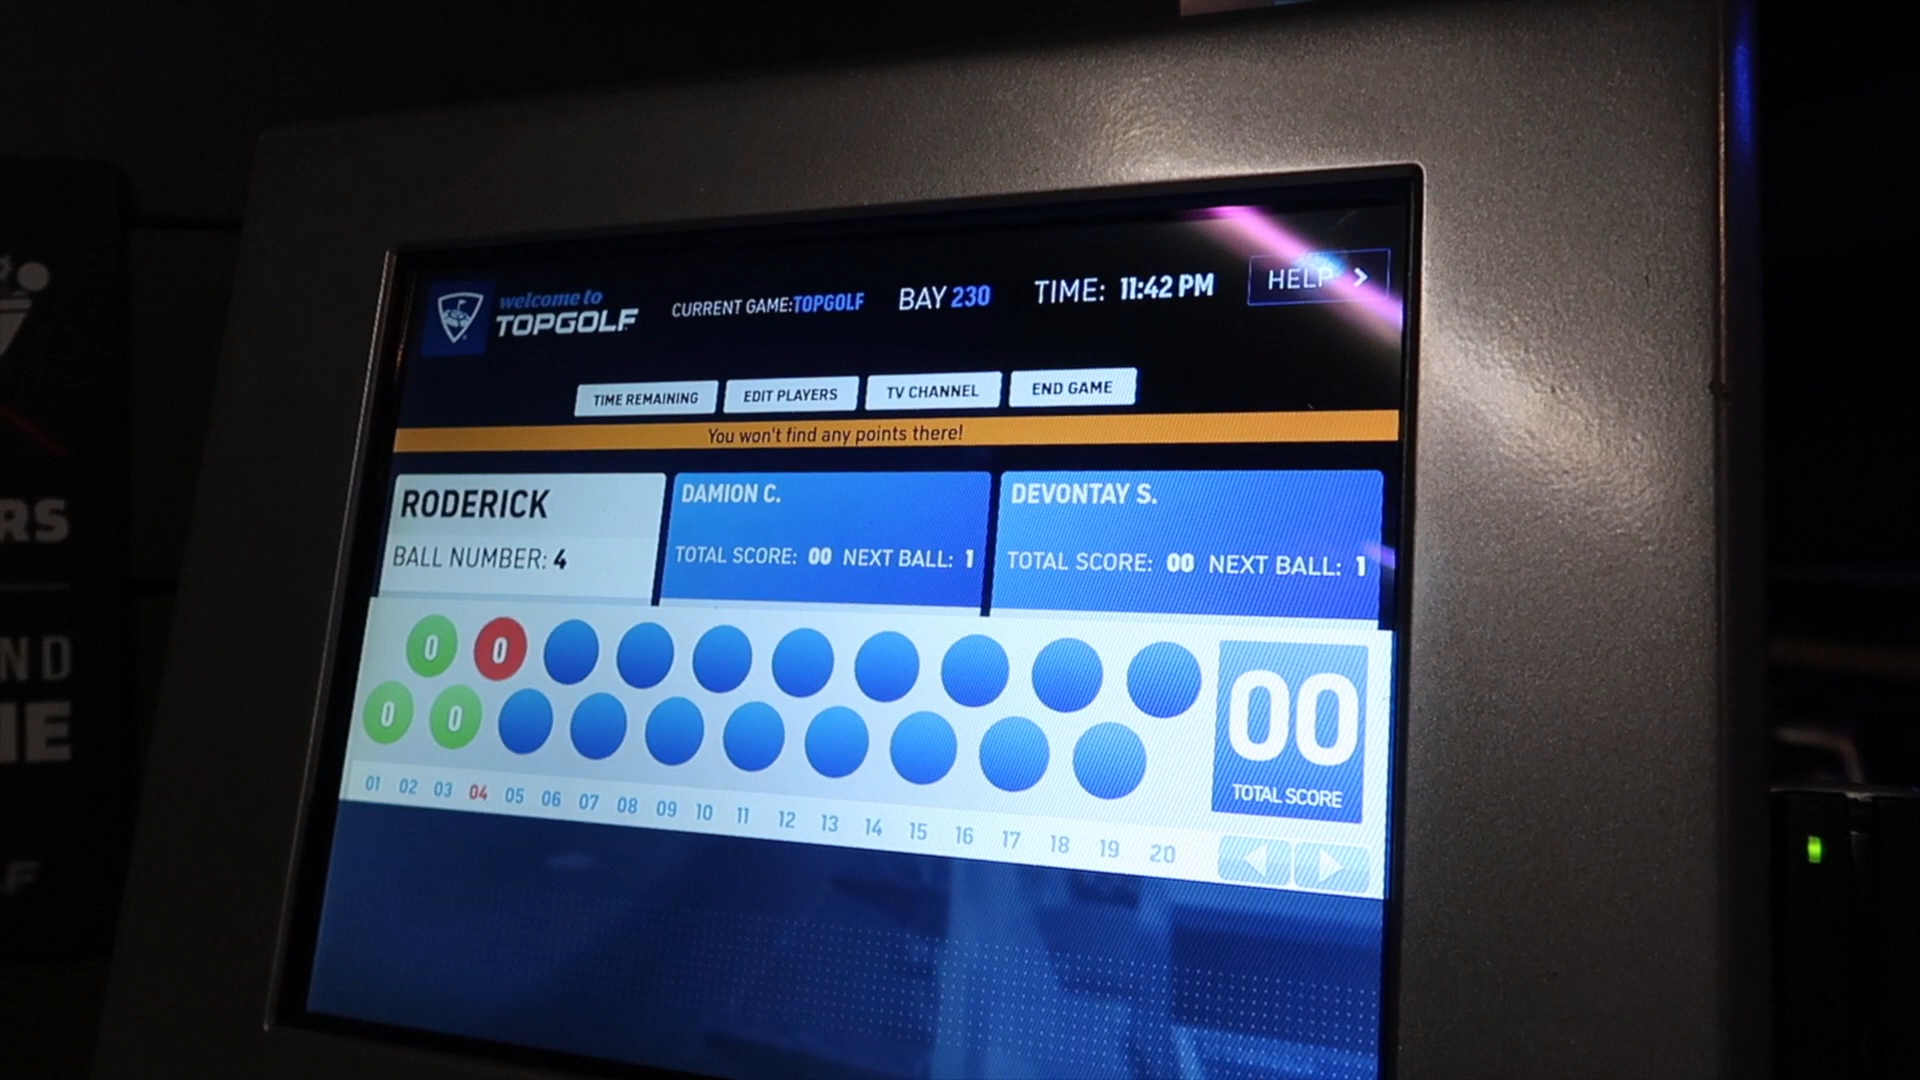 welcome to
TOPGOLF
CURRENT GAME:TOPGOLF
BAY 230
TIME: 11:42 PM
HELP >
TIME REMAINING
EDIT PLAYERS
TV CHANNEL
END GAME
You won't find any points there!
RODERICK
BALL NUMBER: 4
DAMION C.
TOTAL SCORE: 00 NEXT BALL: 1
DEVONTAY S.
TOTAL SCORE: 00 NEXT BALL: 1
0 0
0 0
00
TOTAL SCORE
01 02 03 04 05 06 07 08 09 10 11 12 13 14 15 16 17 18 19 20
RS
ND
IE